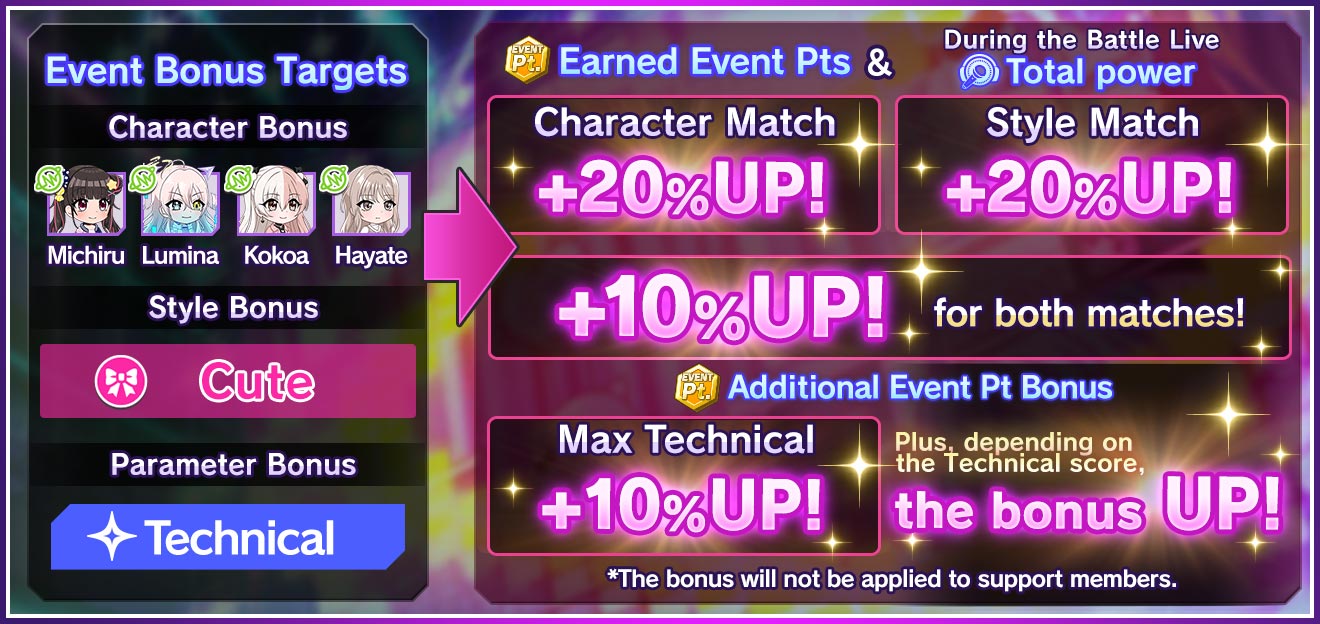 Event Bonus Targets
Character Bonus
Michiru Lumina Kokoa Hayate
Style Bonus
Cute
Parameter Bonus
Technical
EVENT Pt. Earned Event Pts &
During the Battle Live
Total power
Character Match
+20%UP!
Style Match
+20%UP!
+10%UP! for both matches!
EVENT Pt. Additional Event Pt Bonus
Max Technical
+10%UP!
Plus, depending on
the Technical score,
the bonus UP!
*The bonus will not be applied to support members.